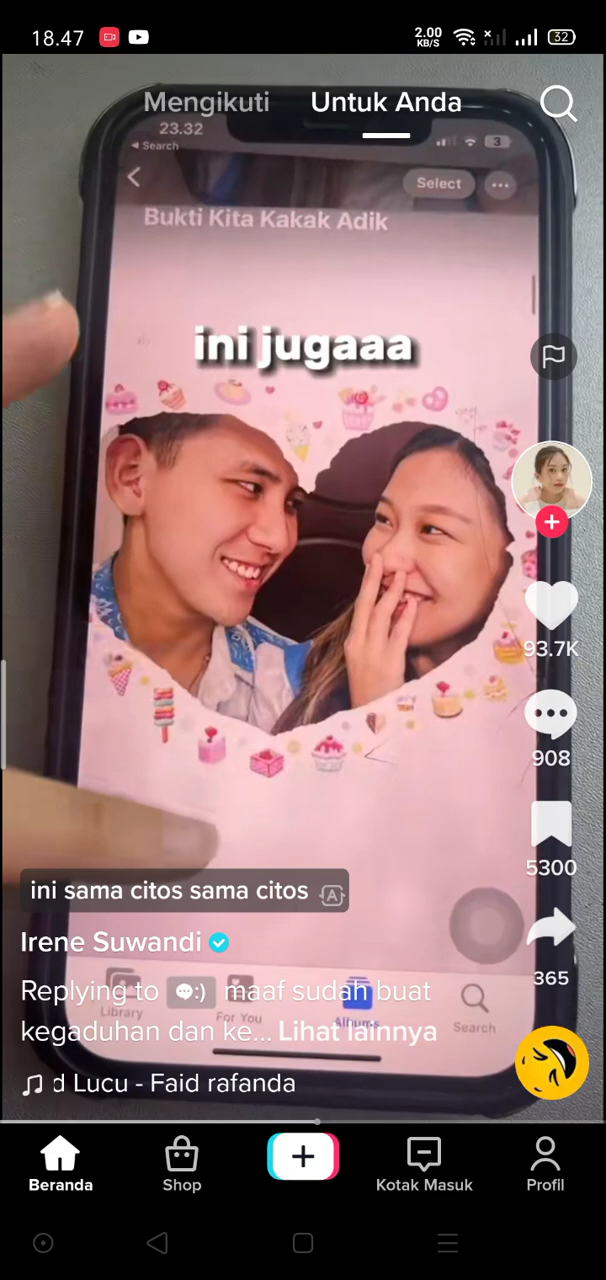 18.47
2.00
KB/S
32
Mengikuti
Untuk Anda
23.32
Search
3
Select
Bukti Kita Kakak Adik
ini jugaaa
93.7K
908
5300
365
ini sama citos sama citos
Irene Suwandi
Replying to 💬:) maaf sudah buat
kegaduhan dan ke... Lihat lainnya
Library
For You
Albums
Search
d Lucu - Faid rafanda
Beranda
Shop
Kotak Masuk
Profil